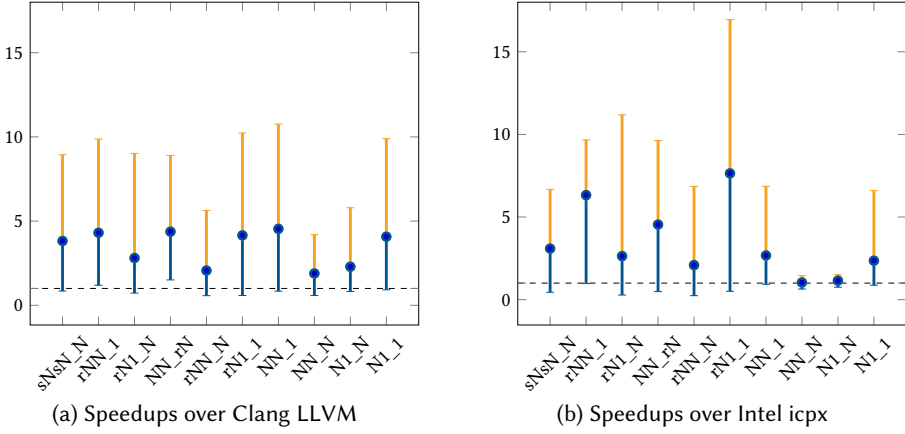 15
10
5
0
sNsN_N
rNN_1
rN1_N
NN_rN
rNN_N
rN1_1
NN_1
NN_N
N1_N
N1_1
(a) Speedups over Clang LLVM
15
10
5
0
sNsN_N
rNN_1
rN1_N
NN_rN
rNN_N
rN1_1
NN_1
NN_N
N1_N
N1_1
(b) Speedups over Intel icpx